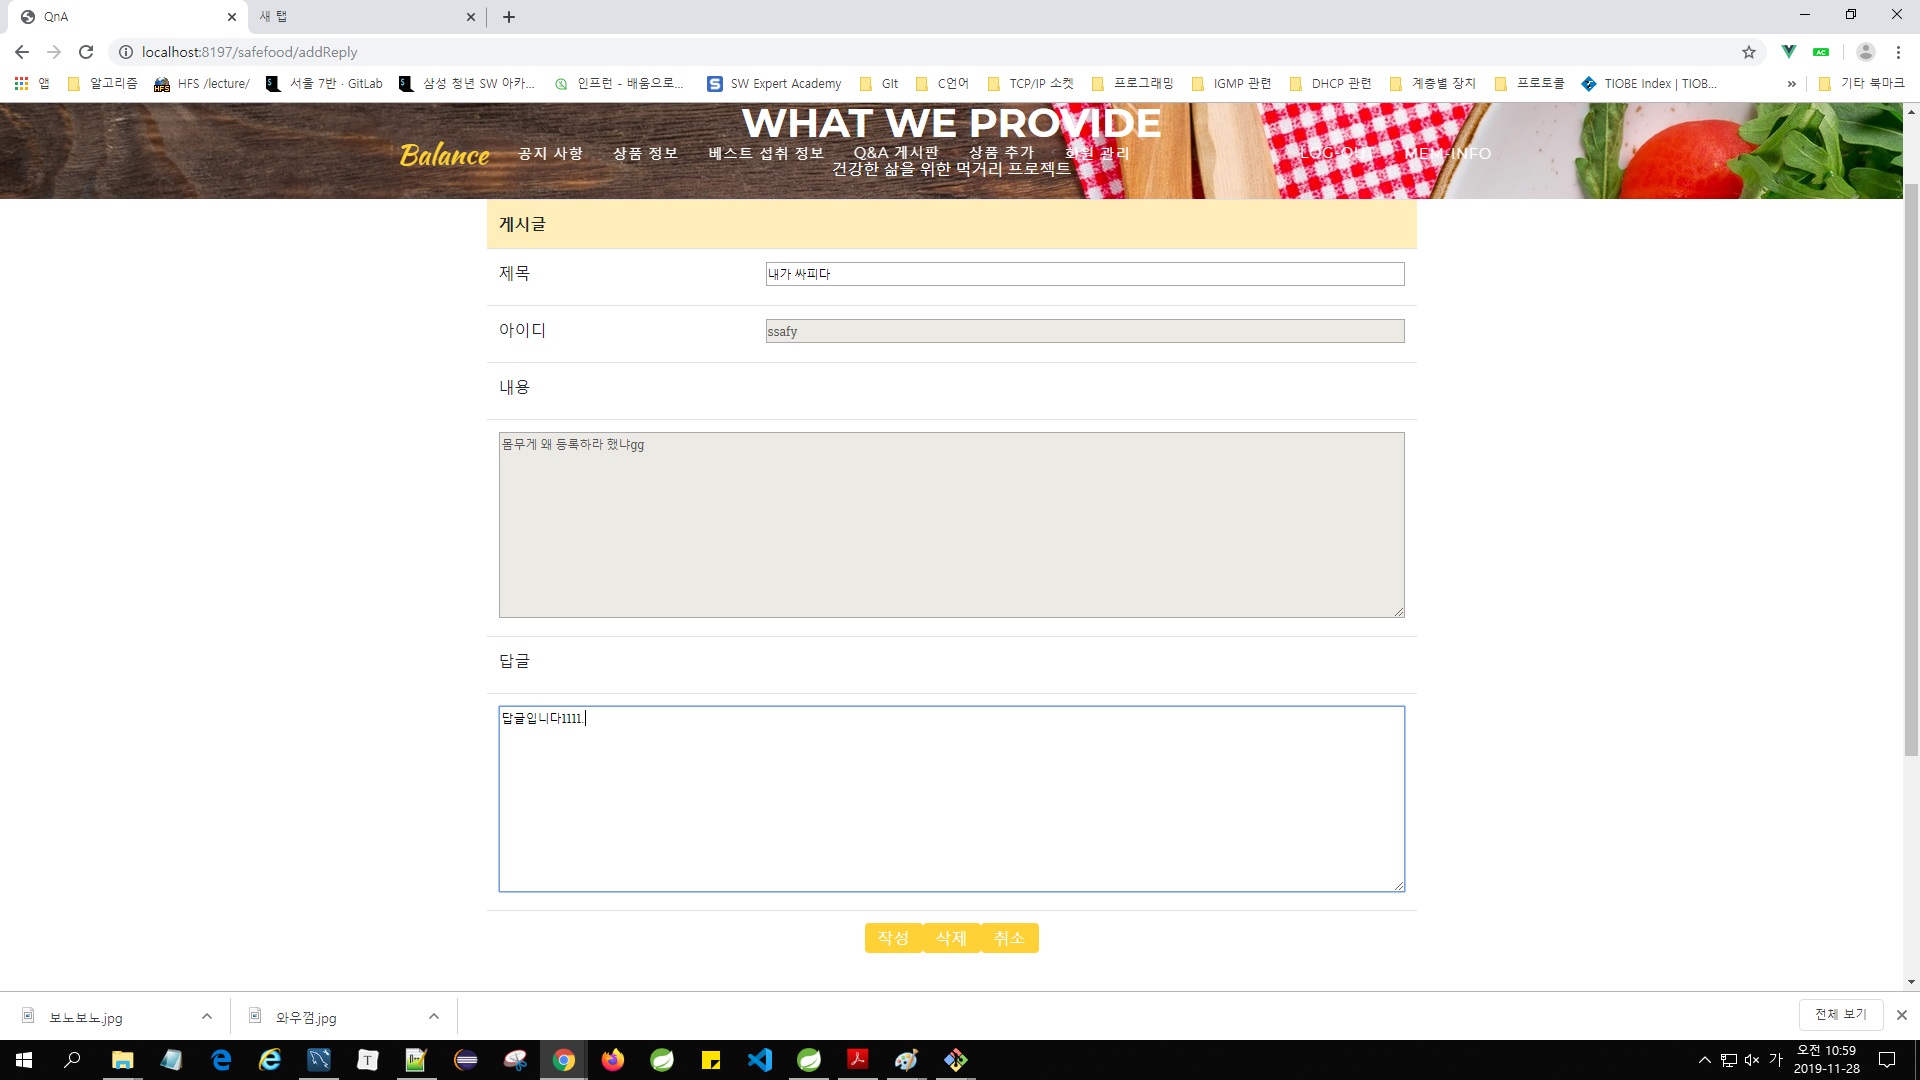 QnA
새 탭
localhost:8197/safefood/addReply
앱
알고리즘
HFS /lecture/
서울 7반 · GitLab
삼성 청년 SW 아카...
인프런 - 배움으로...
SW Expert Academy
GIt
C언어
TCP/IP 소켓
프로그래밍
IGMP 관련
DHCP 관련
계층별 장치
프로토콜
TIOBE Index | TIOB...
»
기타 북마크
WHAT WE PROVIDE
Balance
공지 사항
상품 정보
베스트 섭취 정보
Q&A 게시판
상품 추가
회원 관리
LOG-OUT
MEM-INFO
건강한 삶을 위한 먹거리 프로젝트
게시글
제목
내가 싸피다
아이디
ssafy
내용
몸무게 왜 등록하라 했냐gg
답글
답글입니다1111.
작성
삭제
취소
보노보노.jpg
와우껌.jpg
전체 보기
가
오전 10:59
2019-11-28